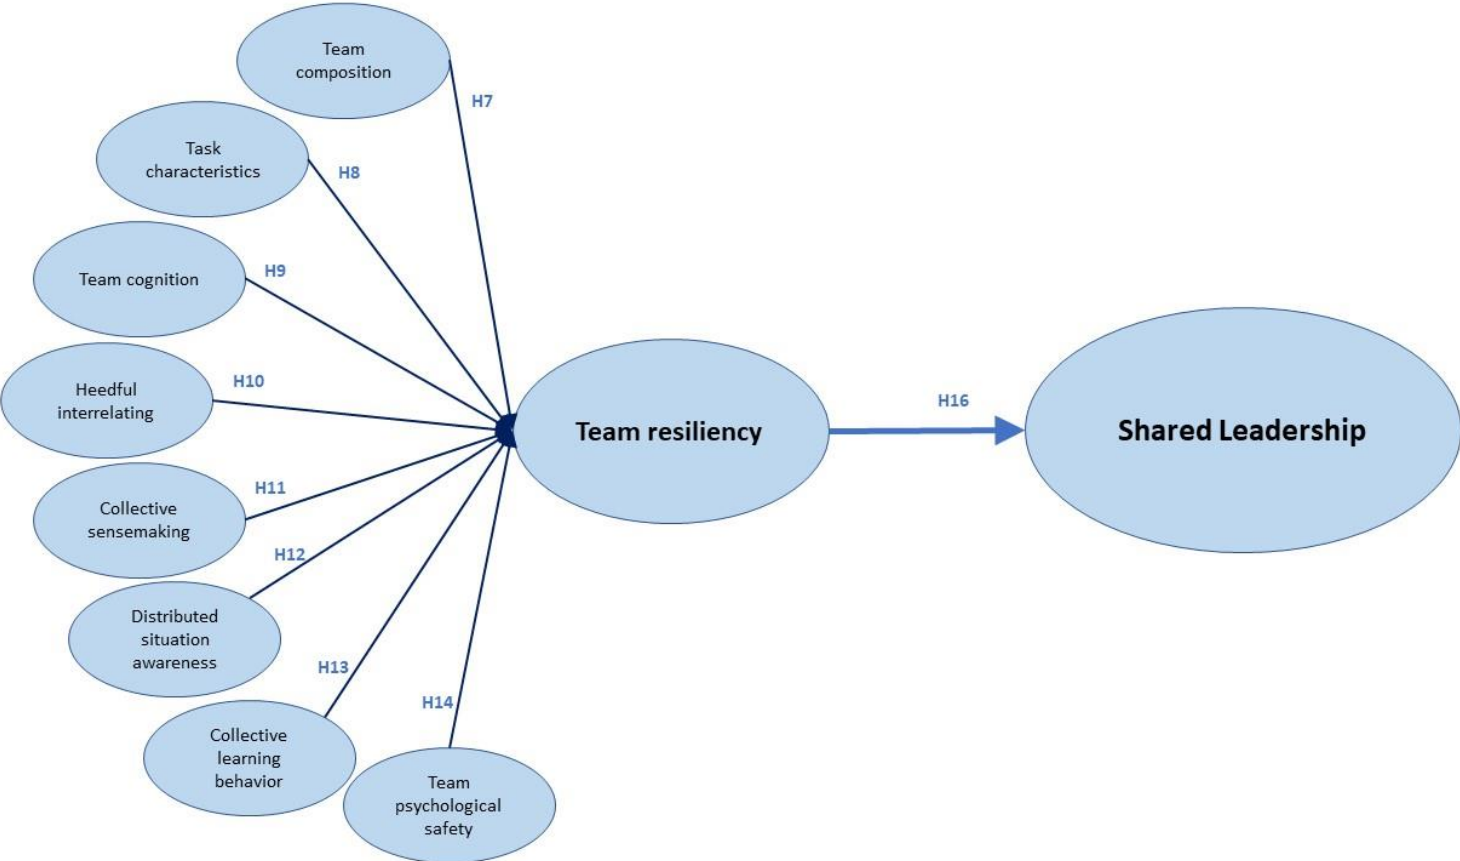 Team
composition
H7
Task
characteristics
H8
Team cognition
H9
Heedful
interrelating
H10
Collective
sensemaking
H11
Distributed
situation
awareness
H12
Collective
learning
behavior
H13
Team
psychological
safety
H14
Team resiliency
H16
Shared Leadership